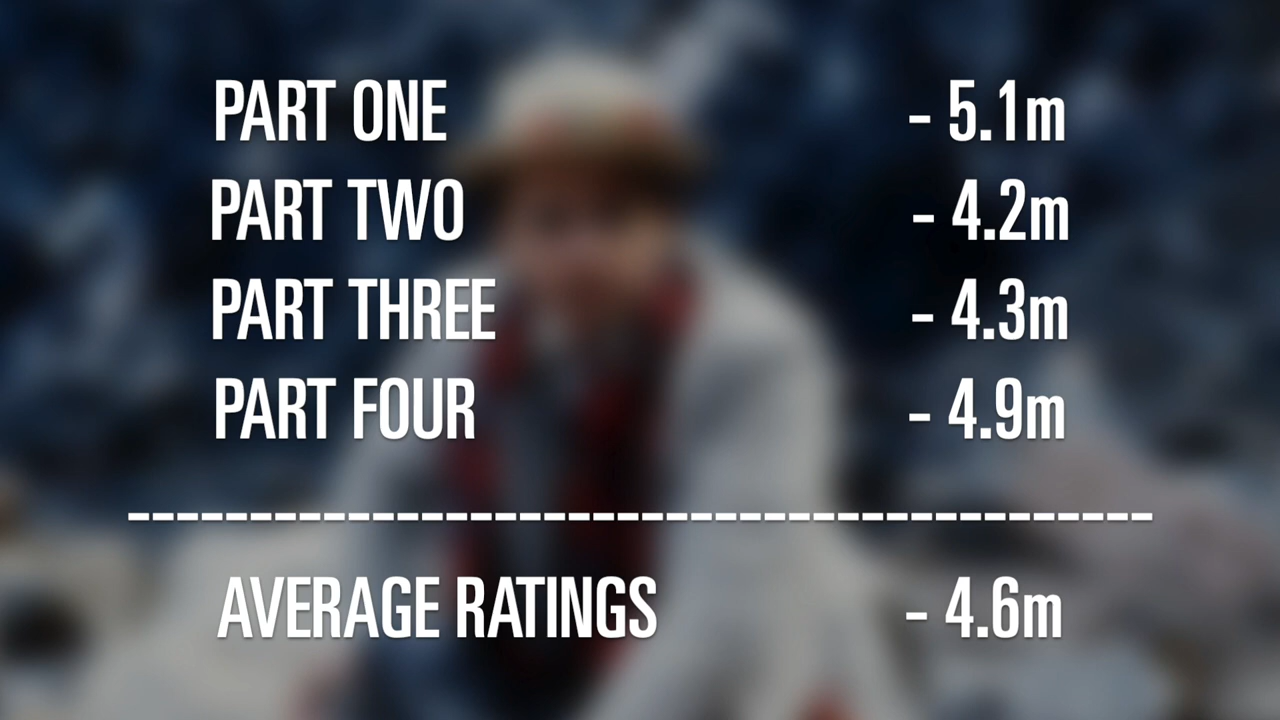 PART ONE - 5.1m
PART TWO - 4.2m
PART THREE - 4.3m
PART FOUR - 4.9m
------------------------------------------
AVERAGE RATINGS - 4.6m